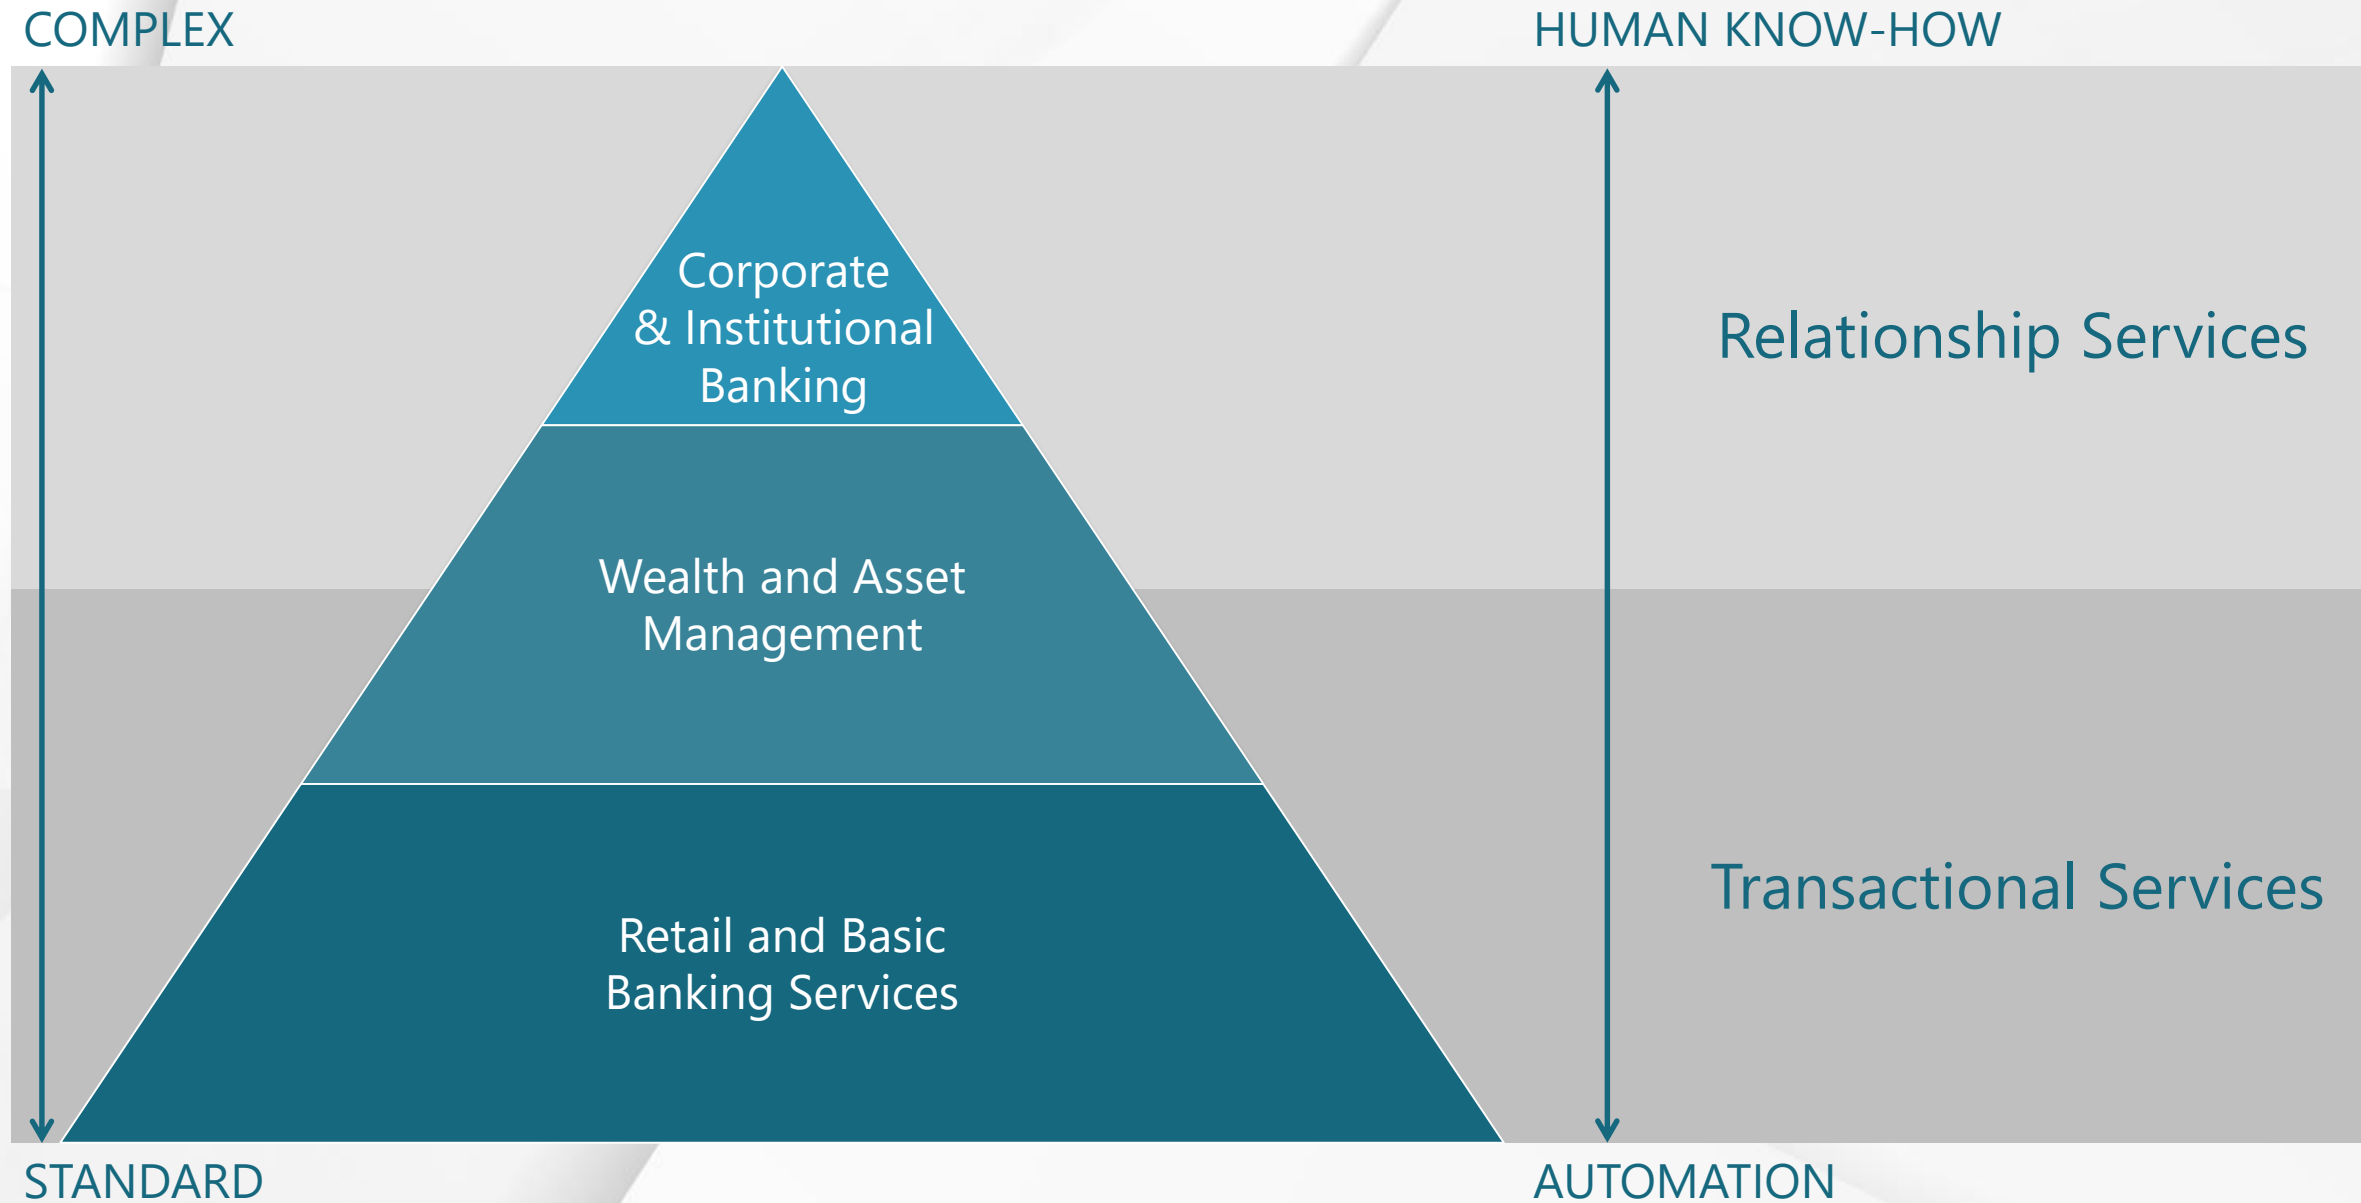 COMPLEX
HUMAN KNOW-HOW
Corporate
& Institutional
Banking
Relationship Services
Wealth and Asset
Management
Transactional Services
Retail and Basic
Banking Services
STANDARD
AUTOMATION